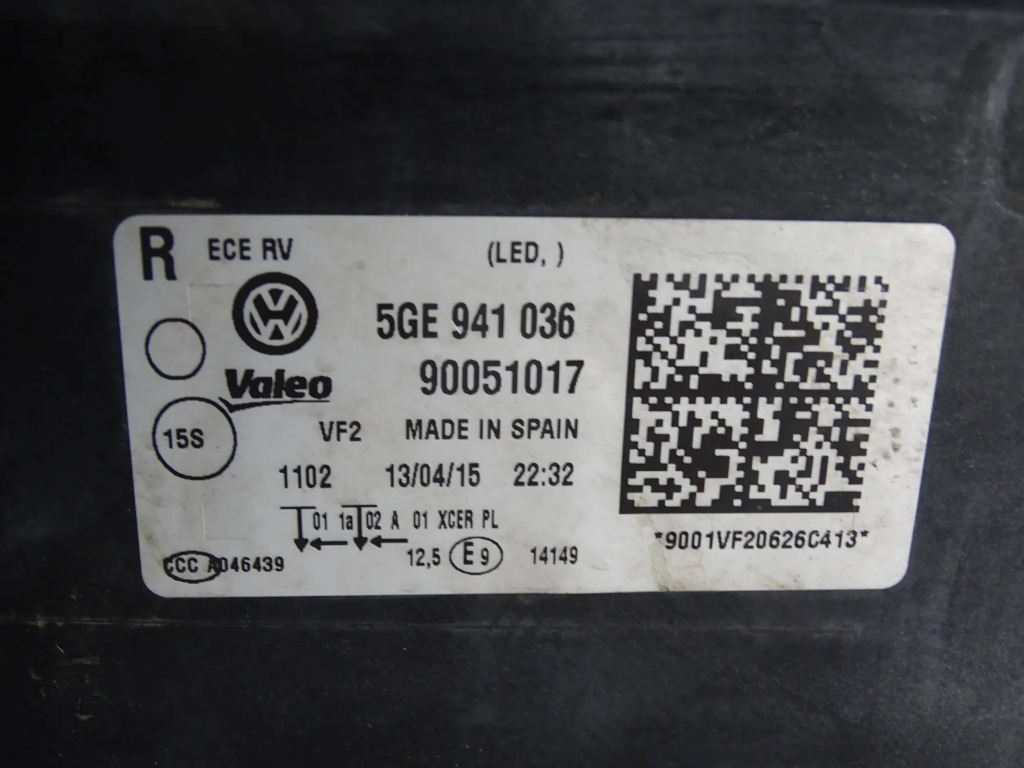 R ECE RV (LED, )
5GE 941 036
Valeo 90051017
15S VF2 MADE IN SPAIN
1102 13/04/15 22:32
01 1a 02 A 01 XCER PL
*9001VF20626C413*
CCC A046439 12,5 E9 14149